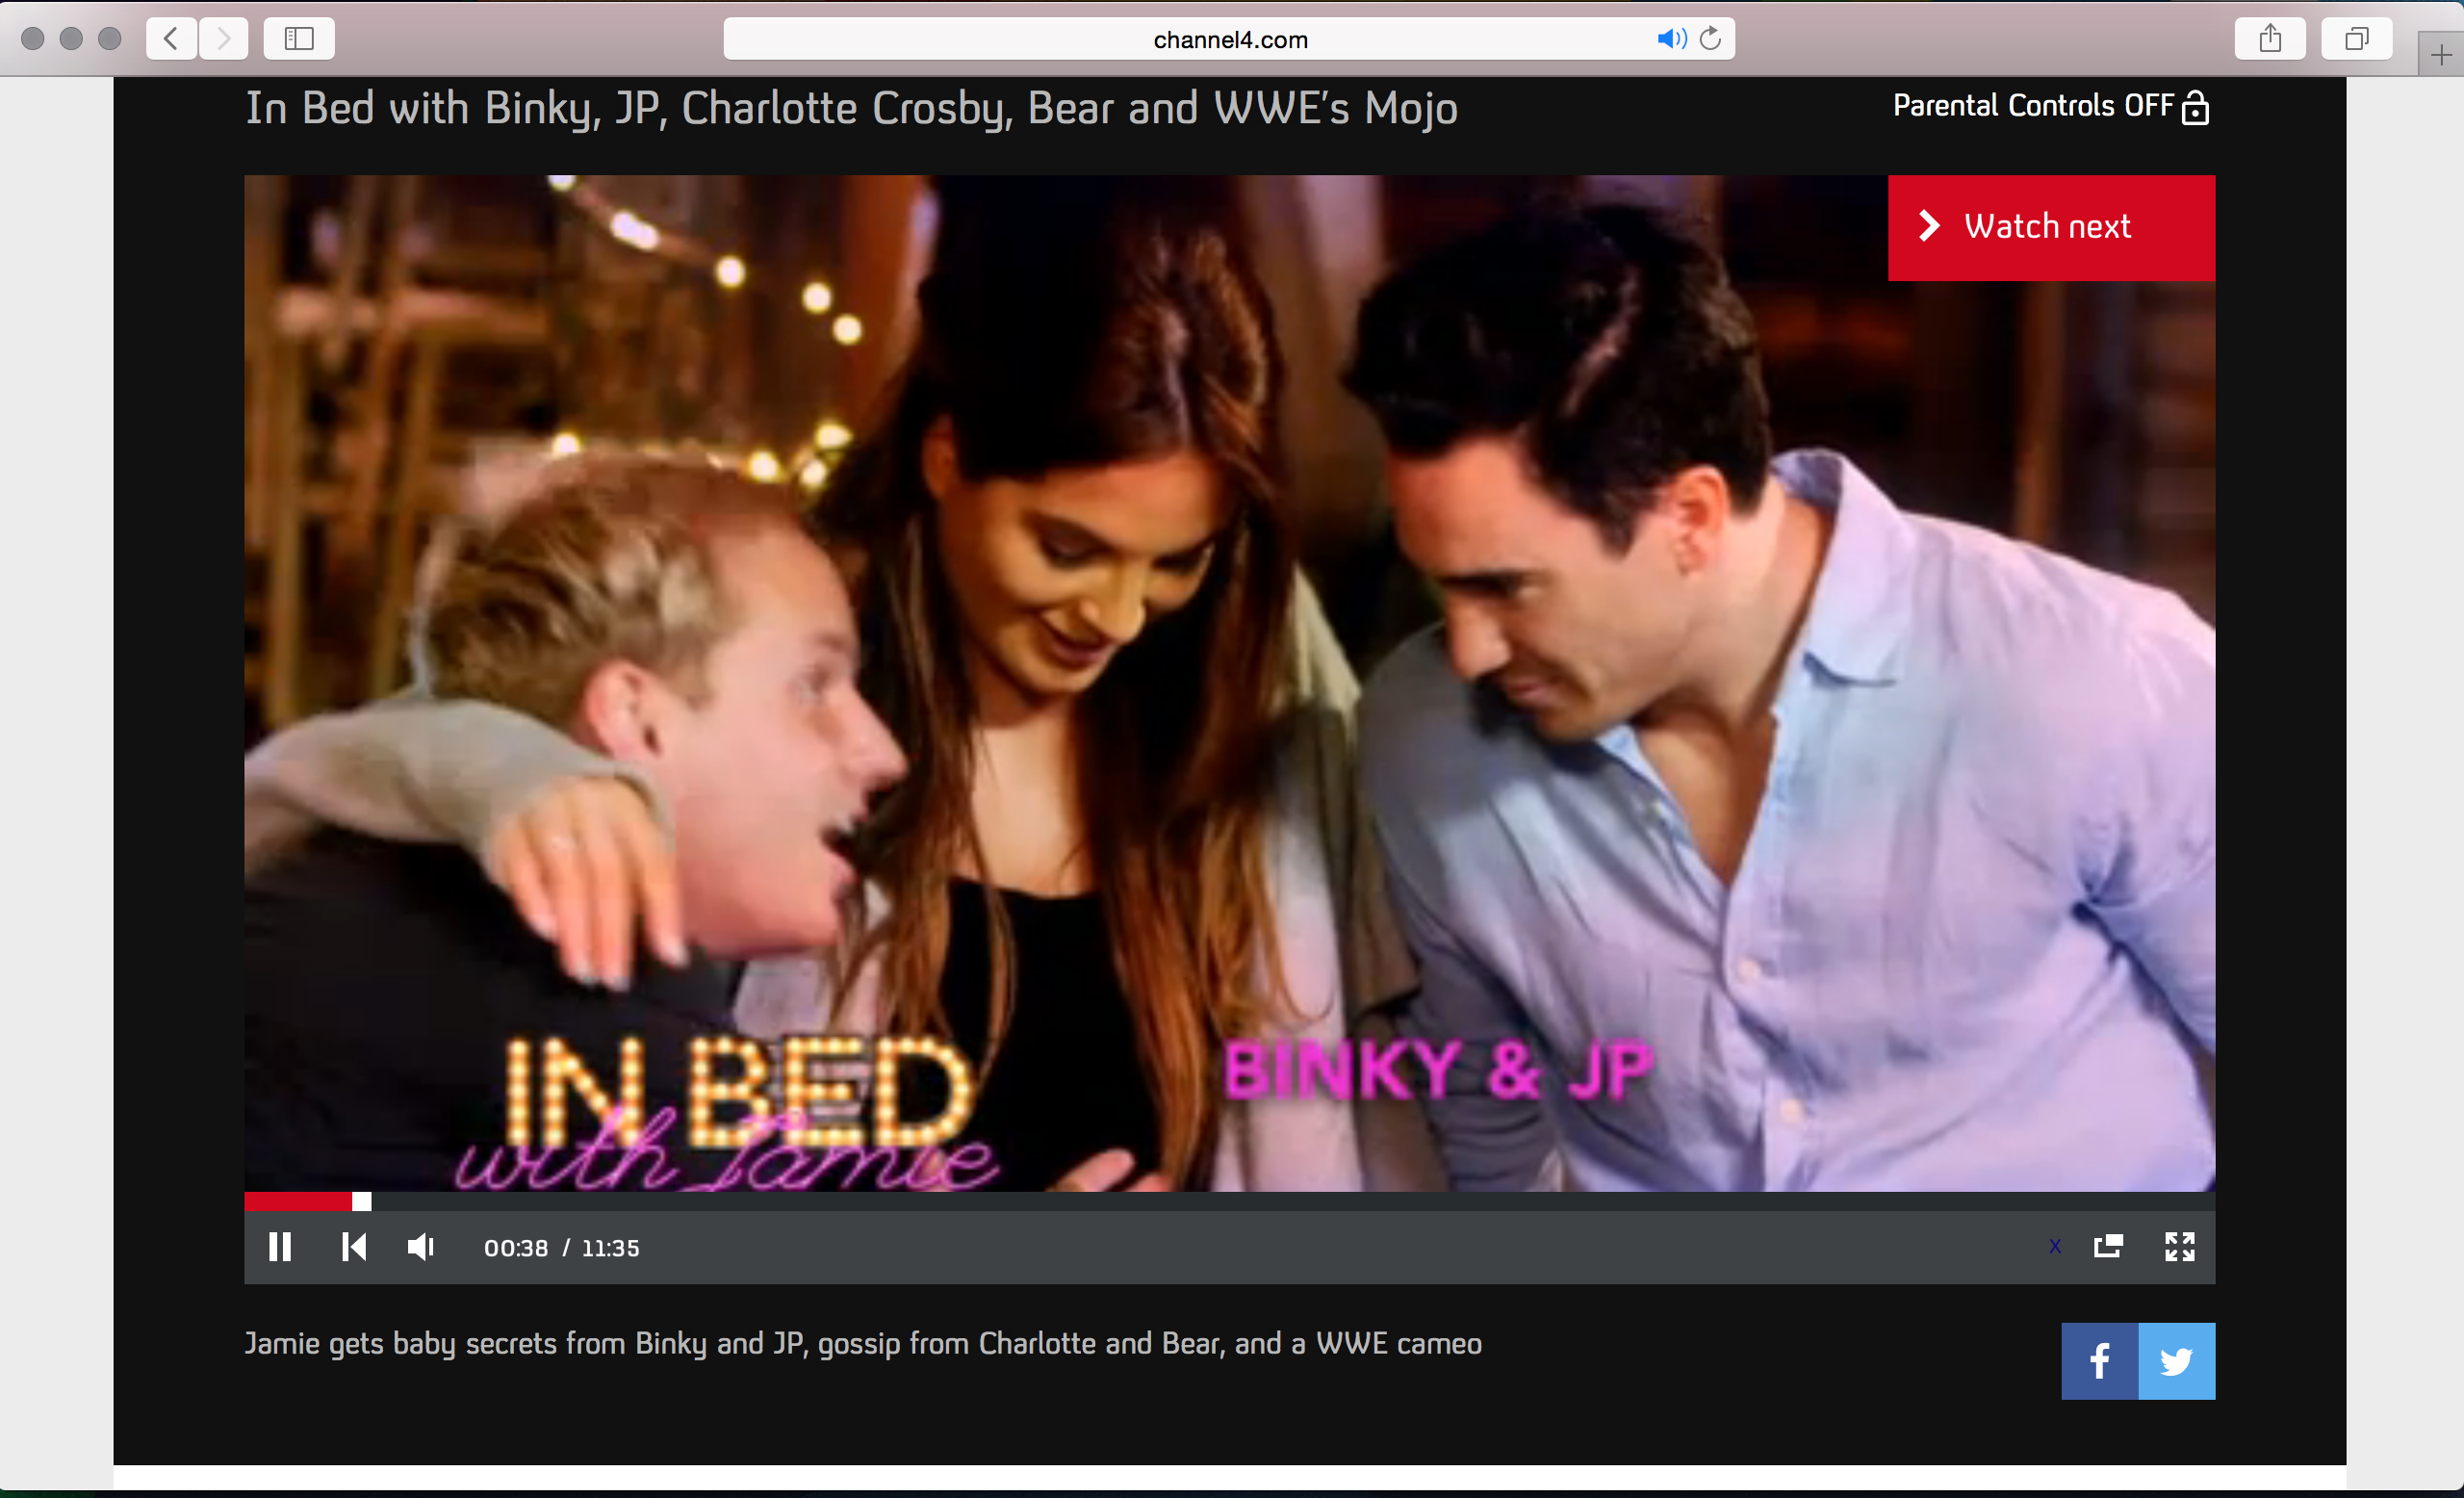 channel4.com
In Bed with Binky, JP, Charlotte Crosby, Bear and WWE's Mojo
Parental Controls OFF
Watch next
IN BED
with Jamie
BINKY & JP
00:38 / 11:35
x
Jamie gets baby secrets from Binky and JP, gossip from Charlotte and Bear, and a WWE cameo